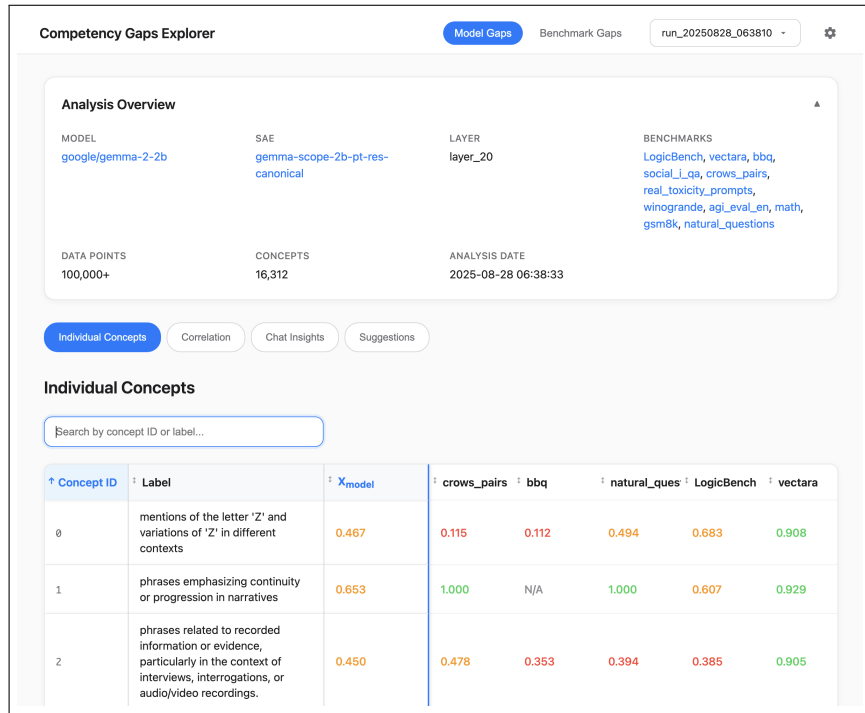 Competency Gaps Explorer
Model Gaps
Benchmark Gaps
run_20250828_063810
Analysis Overview
MODEL
google/gemma-2-2b
SAE
gemma-scope-2b-pt-res-
canonical
LAYER
layer_20
BENCHMARKS
LogicBench, vectara, bbq,
social_i_qa, crows_pairs,
real_toxicity_prompts,
winogrande, agi_eval_en, math,
gsm8k, natural_questions
DATA POINTS
100,000+
CONCEPTS
16,312
ANALYSIS DATE
2025-08-28 06:38:33
Individual Concepts
Correlation
Chat Insights
Suggestions
Individual Concepts
Search by concept ID or label...
↑ Concept ID
Label
Xmodel
crows_pairs
bbq
natural_ques
LogicBench
vectara
0
mentions of the letter 'Z' and
variations of 'Z' in different
contexts
0.467
0.115
0.112
0.494
0.683
0.908
1
phrases emphasizing continuity
or progression in narratives
0.653
1.000
N/A
1.000
0.607
0.929
2
phrases related to recorded
information or evidence,
particularly in the context of
interviews, interrogations, or
audio/video recordings.
0.450
0.478
0.353
0.394
0.385
0.905